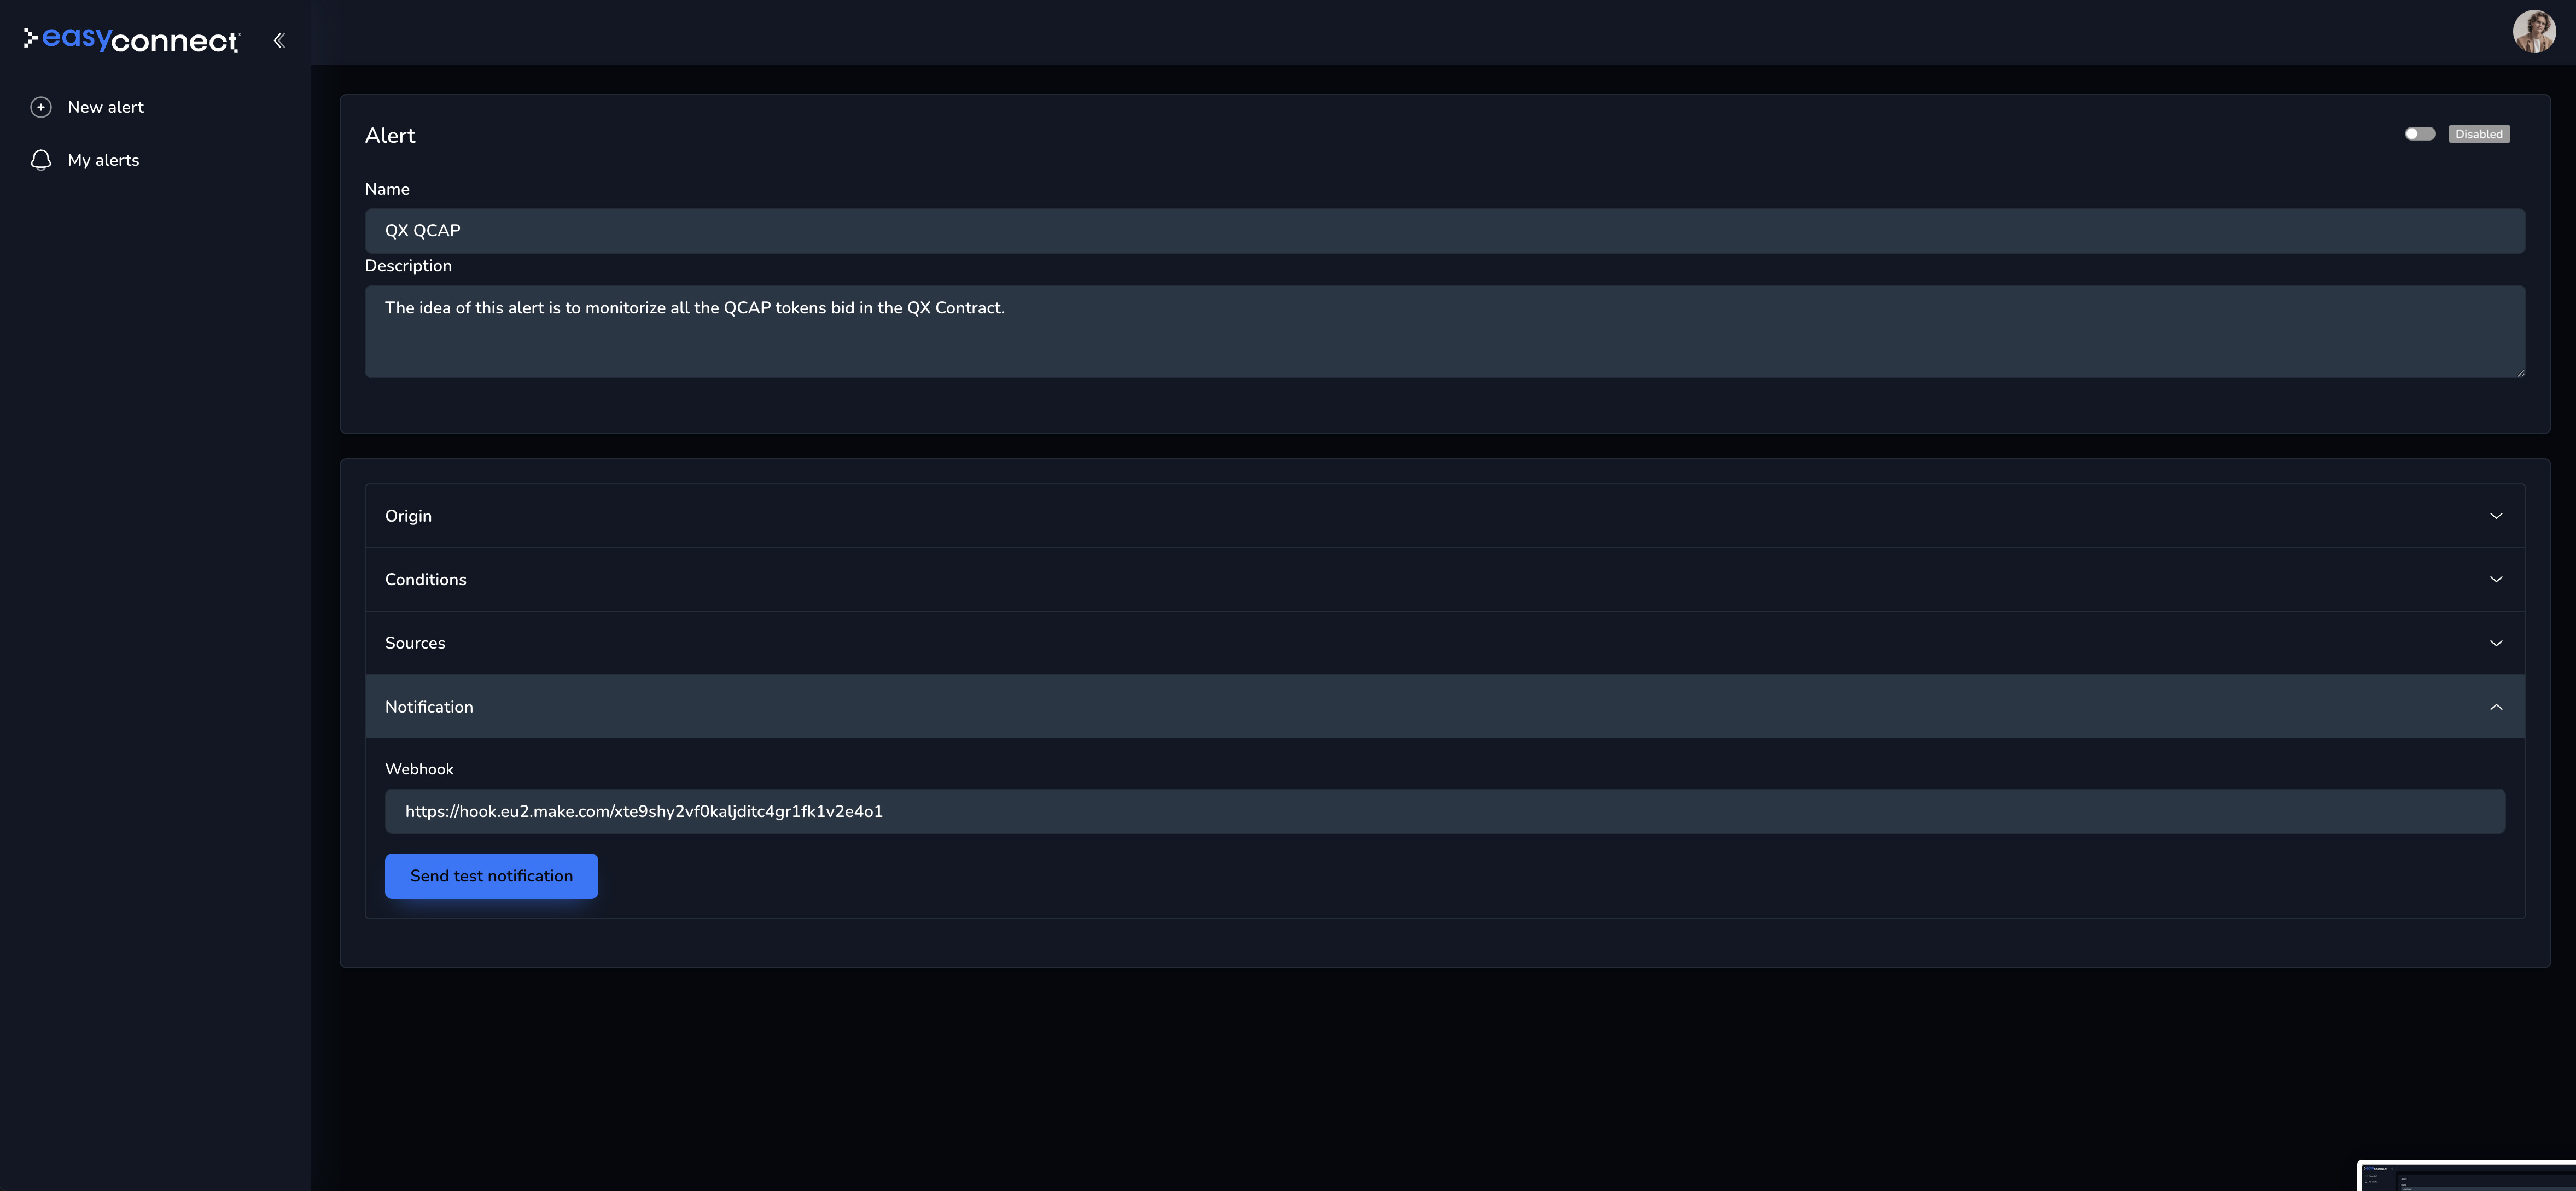 easyconnect
New alert
My alerts
Alert
Disabled
Name
QX QCAP
Description
The idea of this alert is to monitorize all the QCAP tokens bid in the QX Contract.
Origin
Conditions
Sources
Notification
Webhook
https://hook.eu2.make.com/xte9shy2vf0kaljditc4gr1fk1v2e4o1
Send test notification